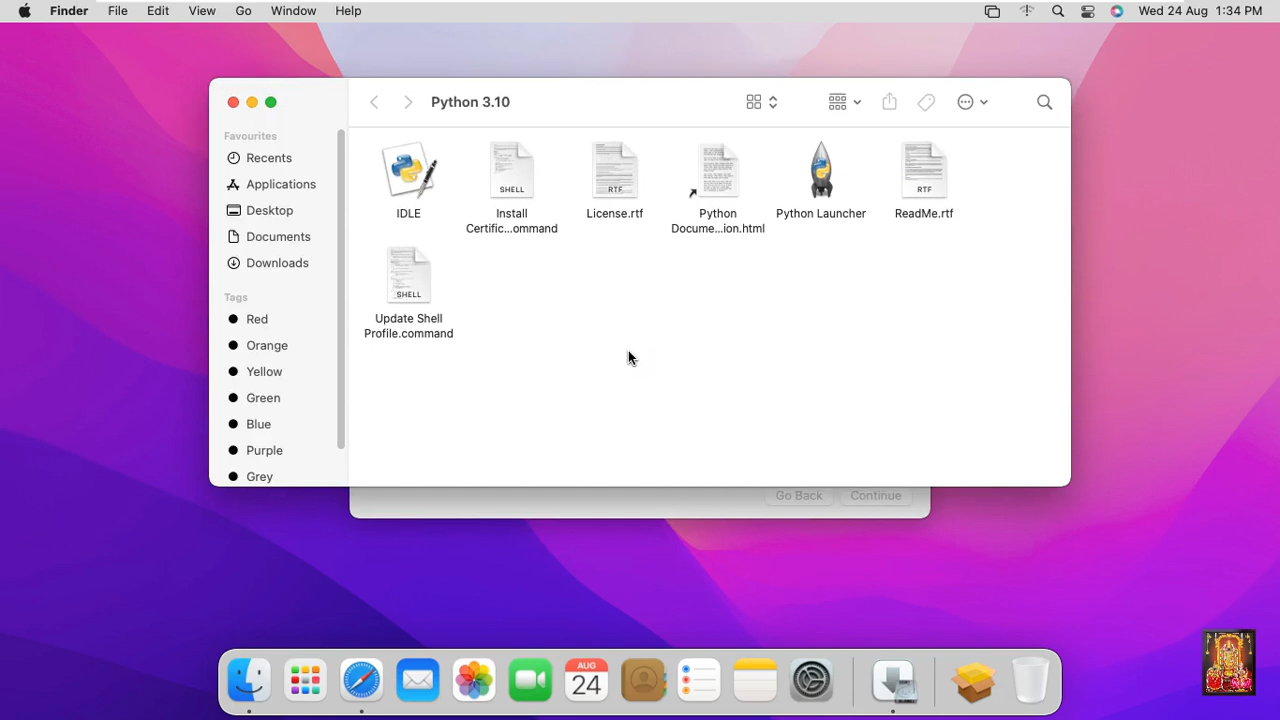 Finder File Edit View Go Window Help Wed 24 Aug 1:34 PM
Python 3.10
Favourites
Recents
Applications
Desktop
Documents
Downloads
Tags
Red
Orange
Yellow
Green
Blue
Purple
Grey
IDLE
SHELL
Install
Certific...ommand
RTF
License.rtf
Python
Docume...ion.html
Python Launcher
RTF
ReadMe.rtf
SHELL
Update Shell
Profile.command
Go Back Continue
AUG
24